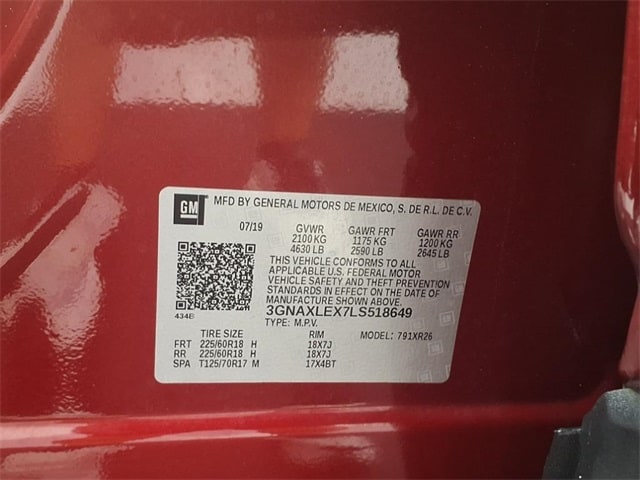 GM MFD BY GENERAL MOTORS DE MEXICO, S. DE R.L. DE C.V.
07/19 GVWR GAWR FRT GAWR RR
2100 KG 1175 KG 1200 KG
4630 LB 2590 LB 2645 LB
THIS VEHICLE CONFORMS TO ALL
APPLICABLE U.S. FEDERAL MOTOR
VEHICLE SAFETY AND THEFT PREVENTION
STANDARDS IN EFFECT ON THE DATE OF
MANUFACTURE SHOWN ABOVE.
3GNAXLEX7LS518649
434B TYPE: M.P.V.
TIRE SIZE RIM MODEL: 791XR26
FRT 225/60R18 H 18X7J
RR 225/60R18 H 18X7J
SPA T125/70R17 M 17X4BT